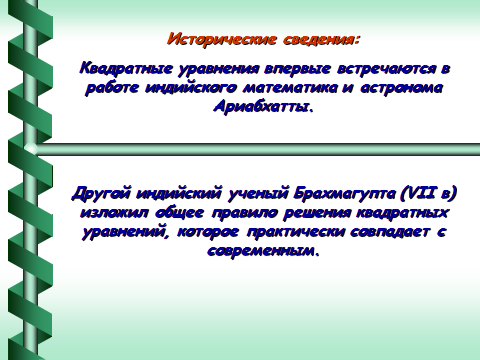 Исторические сведения:
Квадратные уравнения впервые встречаются в
работе индийского математика и астронома
Ариабхатты.
Другой индийский ученый Брахмагупта (VII в)
изложил общее правило решения квадратных
уравнений, которое практически совпадает с
современным.